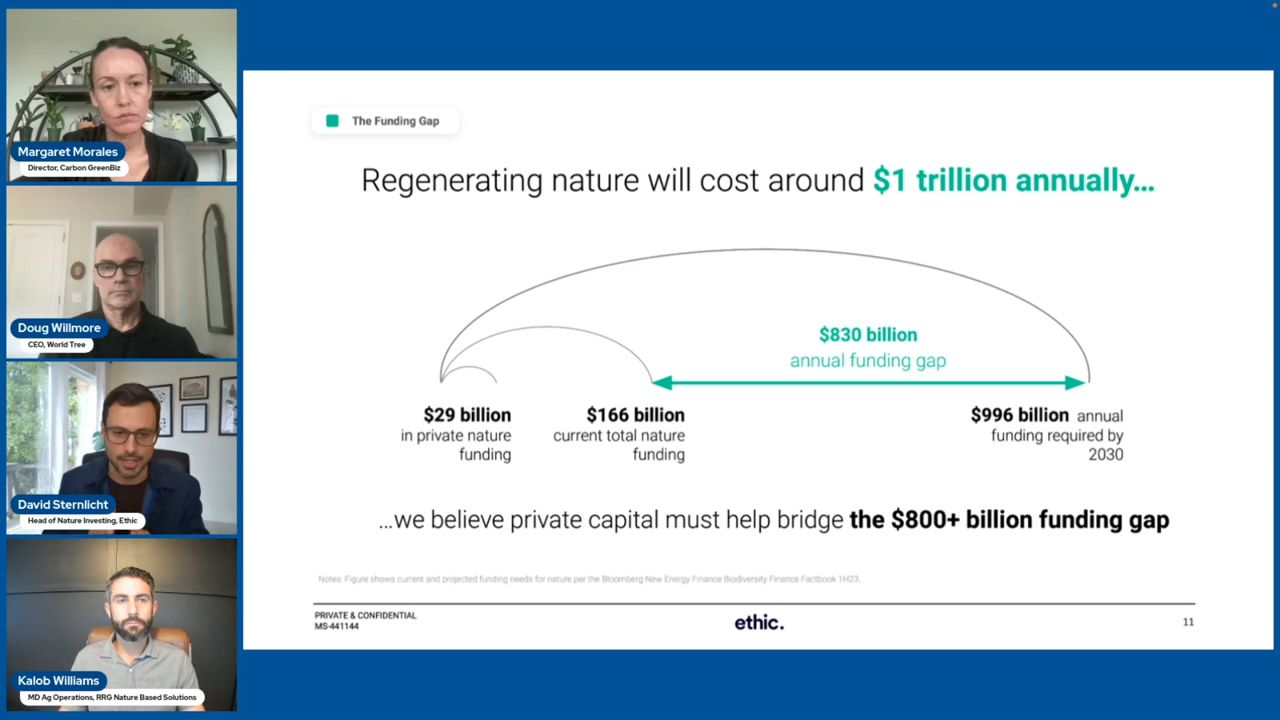 Margaret Morales
Director, Carbon GreenBiz
Doug Willmore
CEO, World Tree
David Sternlicht
Head of Nature Investing, Ethic
Kalob Williams
MD Ag Operations, RRG Nature Based Solutions
The Funding Gap
Regenerating nature will cost around $1 trillion annually...
$830 billion
annual funding gap
$29 billion
in private nature
funding
$166 billion
current total nature
funding
$996 billion annual
funding required by
2030
...we believe private capital must help bridge the $800+ billion funding gap
Notes. Figure shows current and projected funding needs for nature per the Bloomberg New Energy Finance Biodiversity Finance Factbook 1H23.
PRIVATE & CONFIDENTIAL
MS-441144
ethic.
11